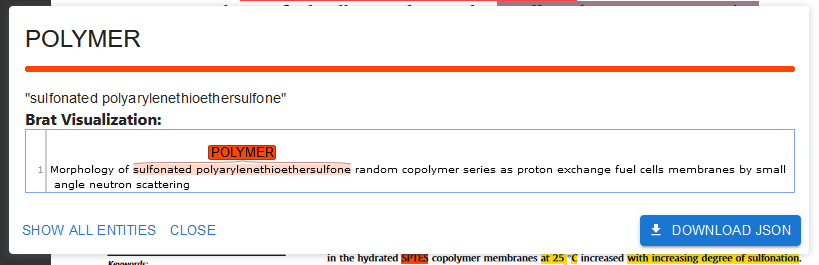 POLYMER
"sulfonated polyarylenethioethersulfone"
Brat Visualization:
POLYMER
1 Morphology of sulfonated polyarylenethioethersulfone random copolymer series as proton exchange fuel cells membranes by small
angle neutron scattering
SHOW ALL ENTITIES CLOSE DOWNLOAD JSON
in the hydrated SPTES copolymer membranes at 25 °C increased with increasing degree of sulfonation.
Keywords: